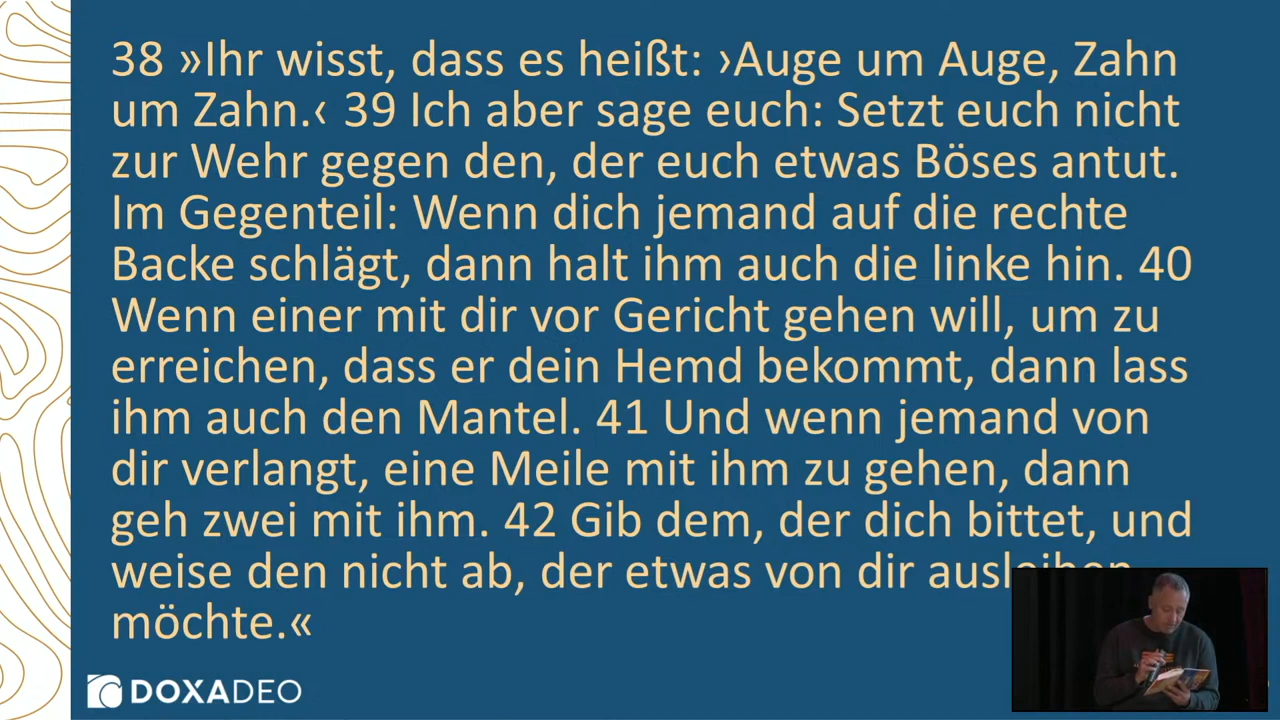 38 »Ihr wisst, dass es heißt: ›Auge um Auge, Zahn
um Zahn.‹ 39 Ich aber sage euch: Setzt euch nicht
zur Wehr gegen den, der euch etwas Böses antut.
Im Gegenteil: Wenn dich jemand auf die rechte
Backe schlägt, dann halt ihm auch die linke hin. 40
Wenn einer mit dir vor Gericht gehen will, um zu
erreichen, dass er dein Hemd bekommt, dann lass
ihm auch den Mantel. 41 Und wenn jemand von
dir verlangt, eine Meile mit ihm zu gehen, dann
geh zwei mit ihm. 42 Gib dem, der dich bittet, und
weise den nicht ab, der etwas von dir ausleihen
möchte.«
DOXADEO